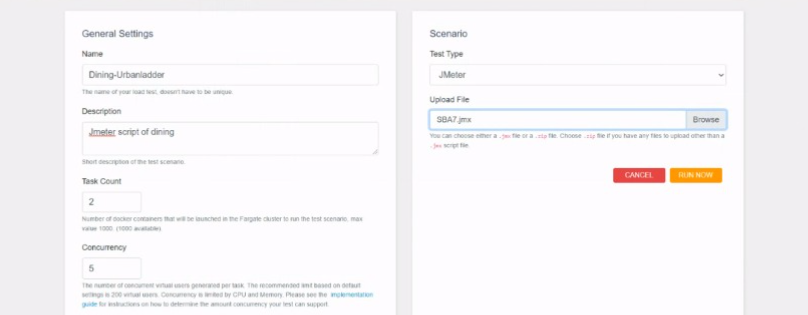 General Settings
Name
Dining-Urbanladder
The name of your load test, doesn't have to be unique.
Description
Jmeter script of dining
Short description of the test scenario.
Task Count
2
Number of docker containers that will be launched in the Fargate cluster to run the test scenario, max
value 1000. (1000 available)
Concurrency
5
The number of concurrent virtual users generated per task. The recommended limit based on default
settings is 200 virtual users. Concurrency is limited by CPU and Memory. Please see the implementation
guide for instructions on how to determine the amount concurrency your test can support.
Scenario
Test Type
JMeter
Upload File
SBA7.jmx Browse
You can choose either a .jmx file or a .zip file. Choose .zip file if you have any files to upload other than a
.jmx script file.
CANCEL RUN NOW